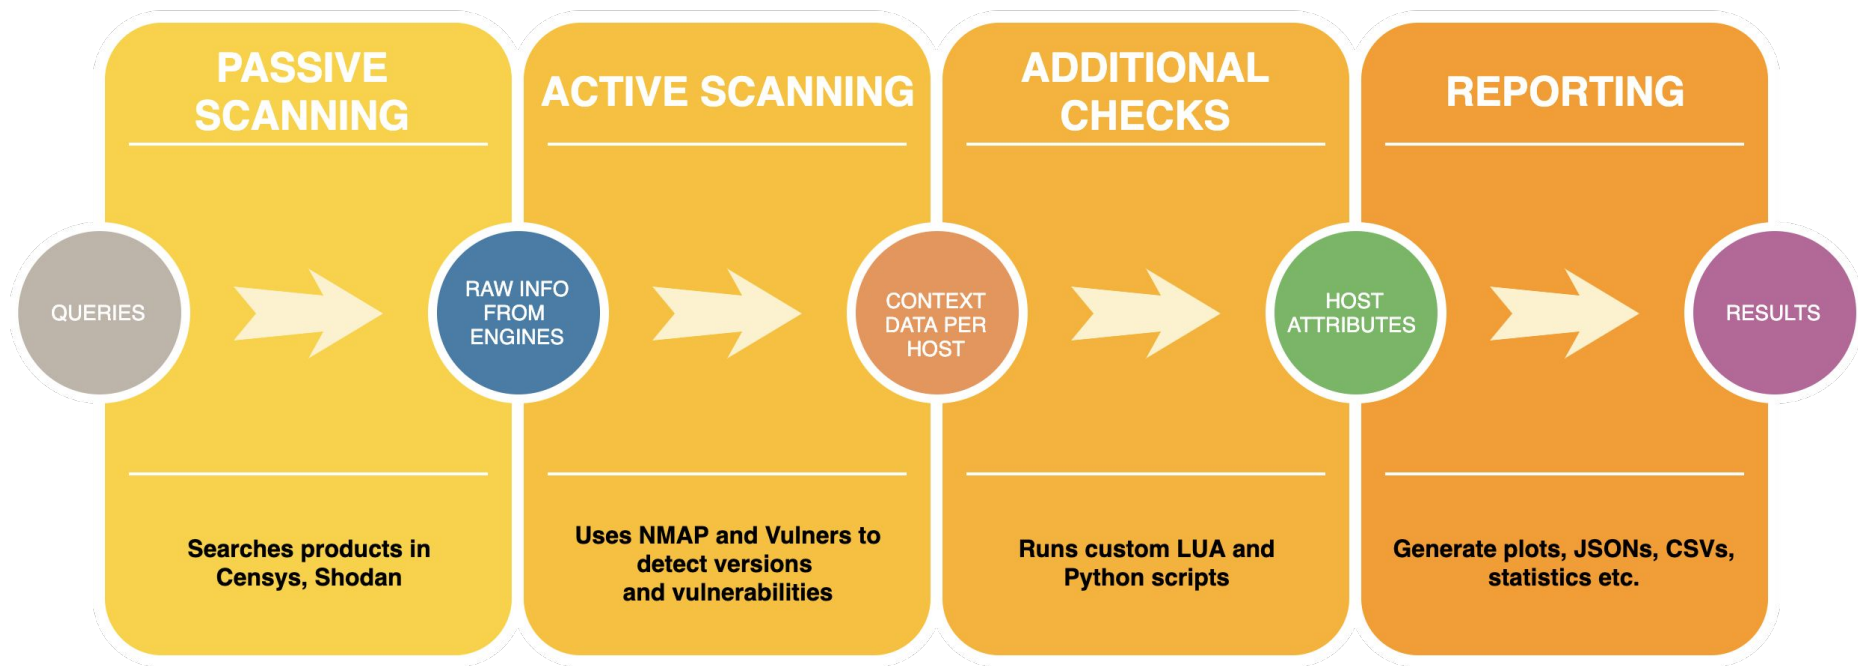 PASSIVE
SCANNING
ACTIVE SCANNING
ADDITIONAL
CHECKS
REPORTING
QUERIES
RAW INFO
FROM
ENGINES
CONTEXT
DATA PER
HOST
HOST
ATTRIBUTES
RESULTS
Searches products in
Censys, Shodan
Uses NMAP and Vulners to
detect versions
and vulnerabilities
Runs custom LUA and
Python scripts
Generate plots, JSONs, CSVs,
statistics etc.